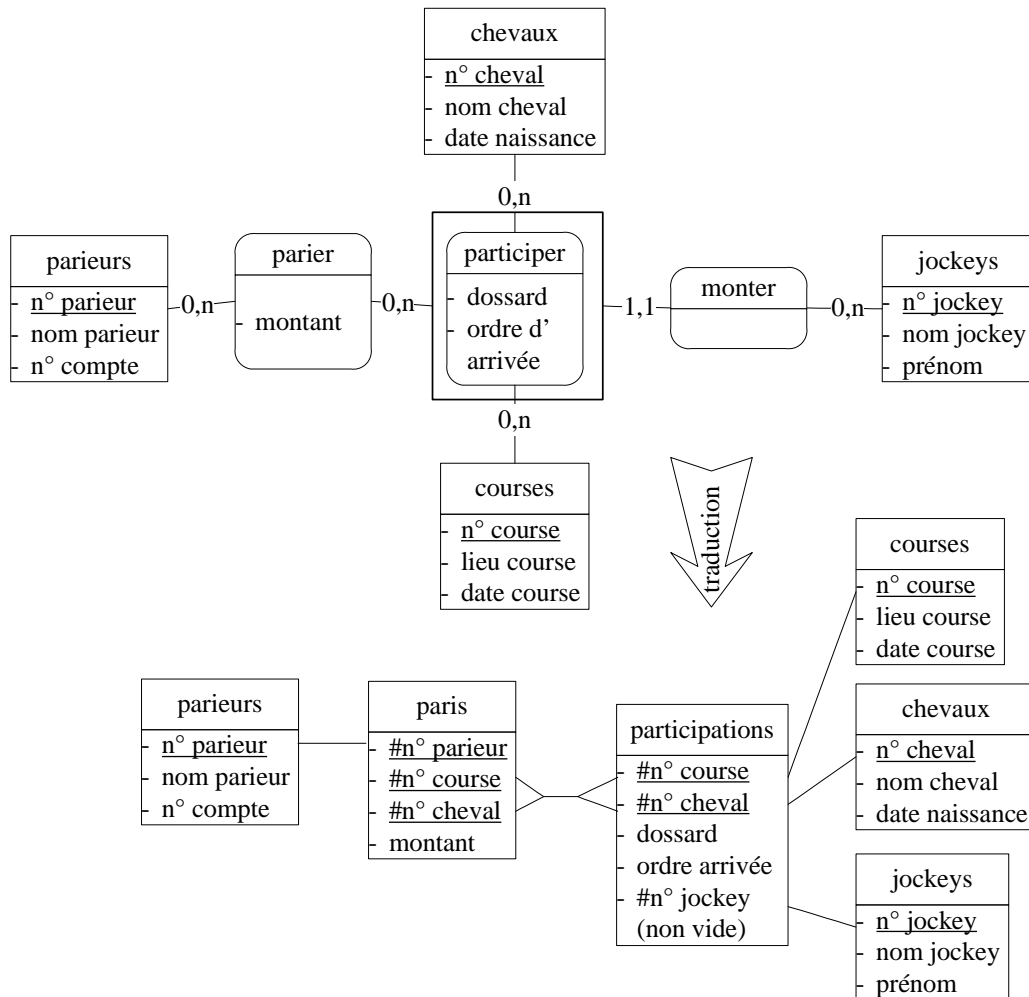 chevaux
- n° cheval
- nom cheval
- date naissance
0,n
parieurs
- n° parieur
- nom parieur
- n° compte
0,n
parier
- montant
0,n
participer
- dossard
- ordre d'
arrivée
1,1
monter
0,n
jockeys
- n° jockey
- nom jockey
- prénom
0,n
courses
- n° course
- lieu course
- date course
traduction
parieurs
- n° parieur
- nom parieur
- n° compte
paris
- #n° parieur
- #n° course
- #n° cheval
- montant
participations
- #n° course
- #n° cheval
- dossard
- ordre arrivée
- #n° jockey
(non vide)
courses
- n° course
- lieu course
- date course
chevaux
- n° cheval
- nom cheval
- date naissance
jockeys
- n° jockey
- nom jockey
- prénom